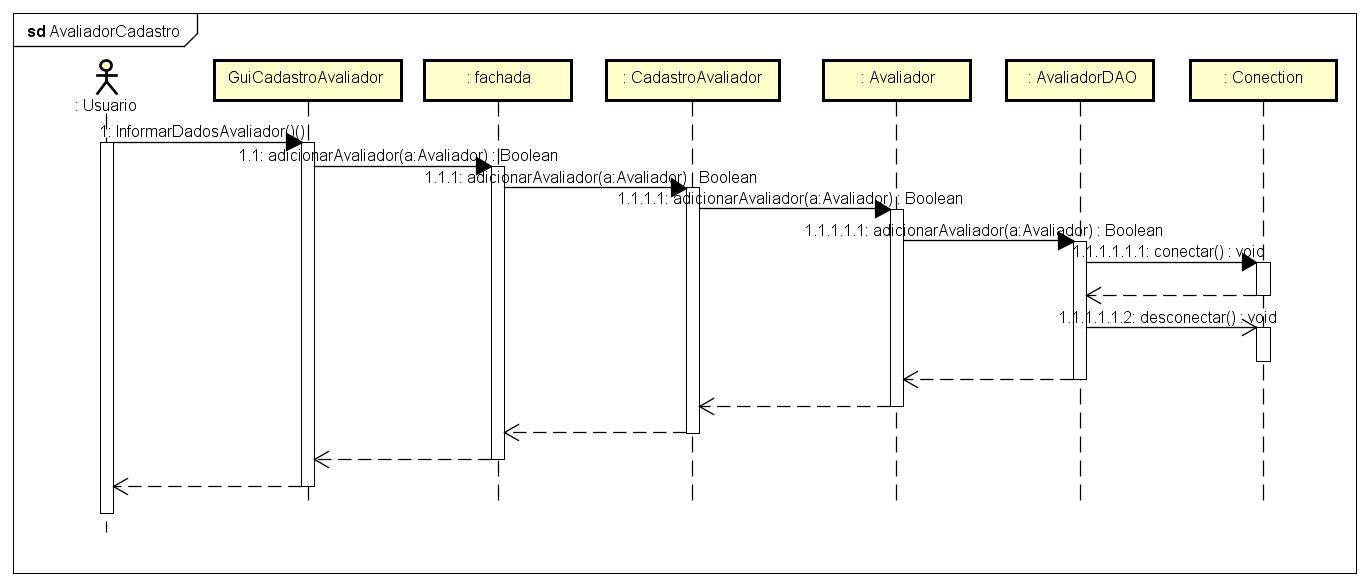 sd AvaliadorCadastro
: Usuario
GuiCadastroAvaliador
: fachada
: CadastroAvaliador
: Avaliador
: AvaliadorDAO
: Conection
1: InformarDadosAvaliador()()
1.1: adicionarAvaliador(a:Avaliador) : Boolean
1.1.1: adicionarAvaliador(a:Avaliador) : Boolean
1.1.1.1: adicionarAvaliador(a:Avaliador) : Boolean
1.1.1.1.1: adicionarAvaliador(a:Avaliador) : Boolean
1.1.1.1.1.1: conectar() : void
1.1.1.1.1.2: desconectar() : void